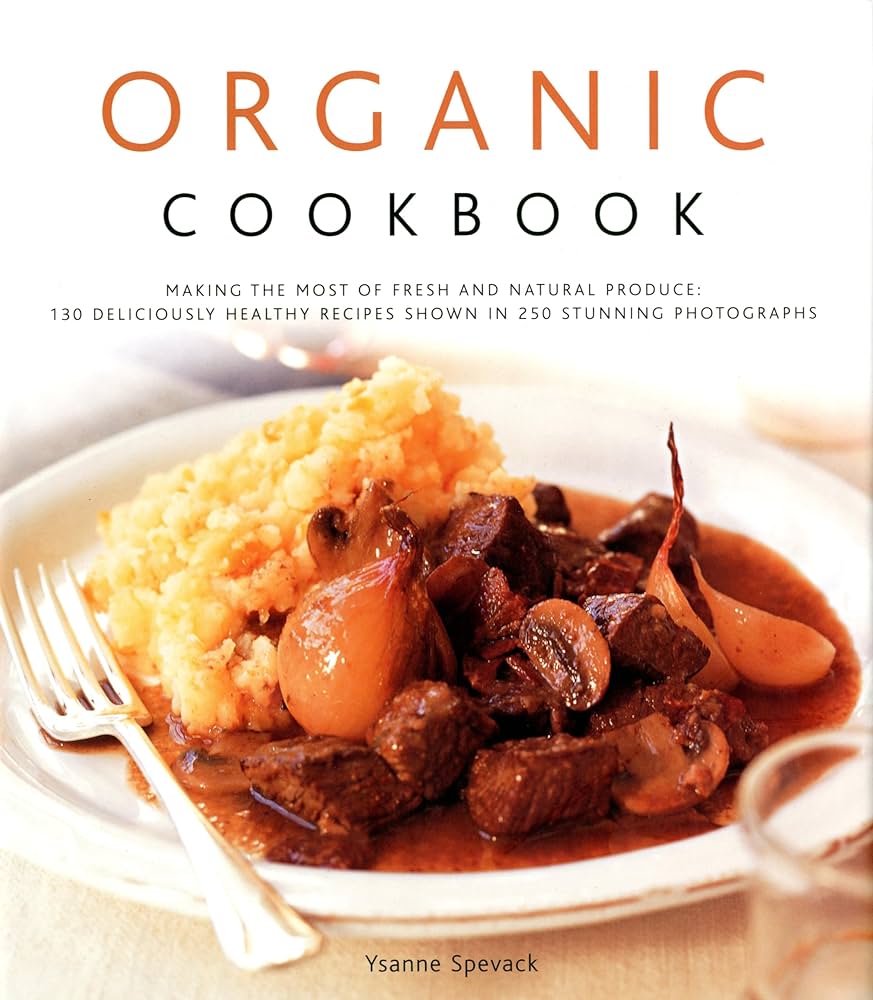 ORGANIC
COOKBOOK
MAKING THE MOST OF FRESH AND NATURAL PRODUCE:
130 DELICIOUSLY HEALTHY RECIPES SHOWN IN 250 STUNNING PHOTOGRAPHS
Ysanne Spevack